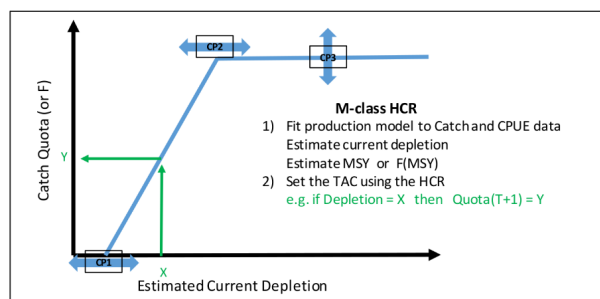 CP2
CP3
Catch Quota (or F)
M-class HCR
1) Fit production model to Catch and CPUE data
Estimate current depletion
Estimate MSY or F(MSY)
2) Set the TAC using the HCR
e.g. if Depletion = X then Quota(T+1) = Y
Y
CP1
X
Estimated Current Depletion